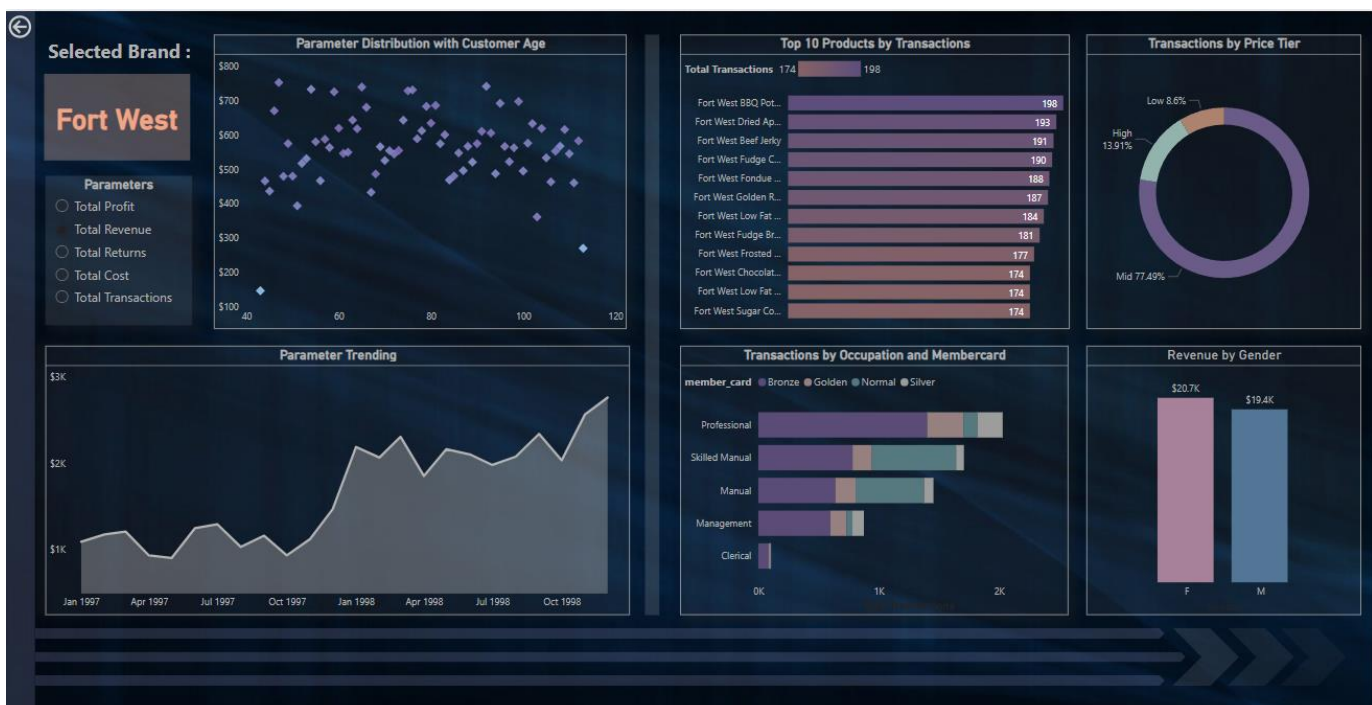 Selected Brand :
Fort West
Parameters
Total Profit
Total Revenue
Total Returns
Total Cost
Total Transactions
Parameter Distribution with Customer Age
$800
$700
$600
$500
$400
$300
$200
$100
40 60 80 100 120
Top 10 Products by Transactions
Total Transactions 174 198
Fort West BBQ Pot... 198
Fort West Dried Ap... 193
Fort West Beef Jerky 191
Fort West Fudge C... 190
Fort West Fondue ... 188
Fort West Golden R... 187
Fort West Low Fat ... 184
Fort West Fudge Br... 181
Fort West Frosted ... 177
Fort West Chocolat... 174
Fort West Low Fat ... 174
Fort West Sugar Co... 174
Transactions by Price Tier
Low 8.6%
High
13.91%
Mid 77.49%
Parameter Trending
$3K
$2K
$1K
Jan 1997 Apr 1997 Jul 1997 Oct 1997 Jan 1998 Apr 1998 Jul 1998 Oct 1998
Transactions by Occupation and Membercard
member_card Bronze Golden Normal Silver
Professional
Skilled Manual
Manual
Management
Clerical
0K 1K 2K
Revenue by Gender
$20.7K
$19.4K
F M